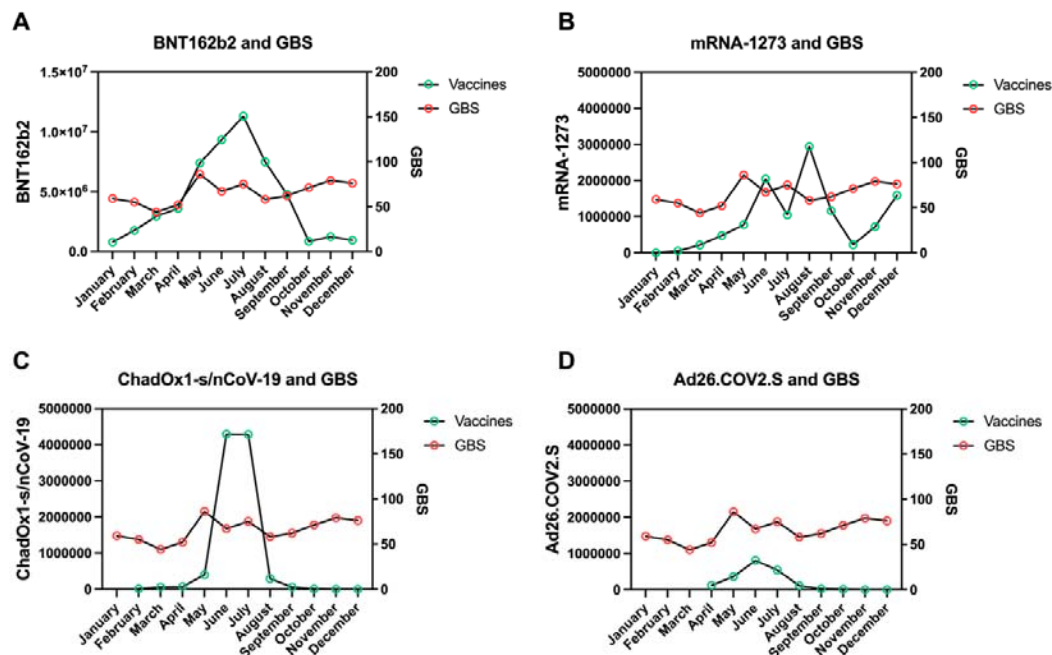 A
BNT162b2 and GBS
1.5×10⁷
1.0×10⁷
5.0×10⁶
0.0
BNT162b2
200
150
100
50
0
GBS
Vaccines
GBS
January
February
March
April
May
June
July
August
September
October
November
December
B
mRNA-1273 and GBS
5000000
4000000
3000000
2000000
1000000
0
mRNA-1273
200
150
100
50
0
GBS
Vaccines
GBS
January
February
March
April
May
June
July
August
September
October
November
December
C
ChadOx1-s/nCoV-19 and GBS
5000000
4000000
3000000
2000000
1000000
0
ChadOx1-s/nCoV-19
200
150
100
50
0
GBS
Vaccines
GBS
January
February
March
April
May
June
July
August
September
October
November
December
D
Ad26.COV2.S and GBS
5000000
4000000
3000000
2000000
1000000
0
Ad26.COV2.S
200
150
100
50
0
GBS
Vaccines
GBS
January
February
March
April
May
June
July
August
September
October
November
December